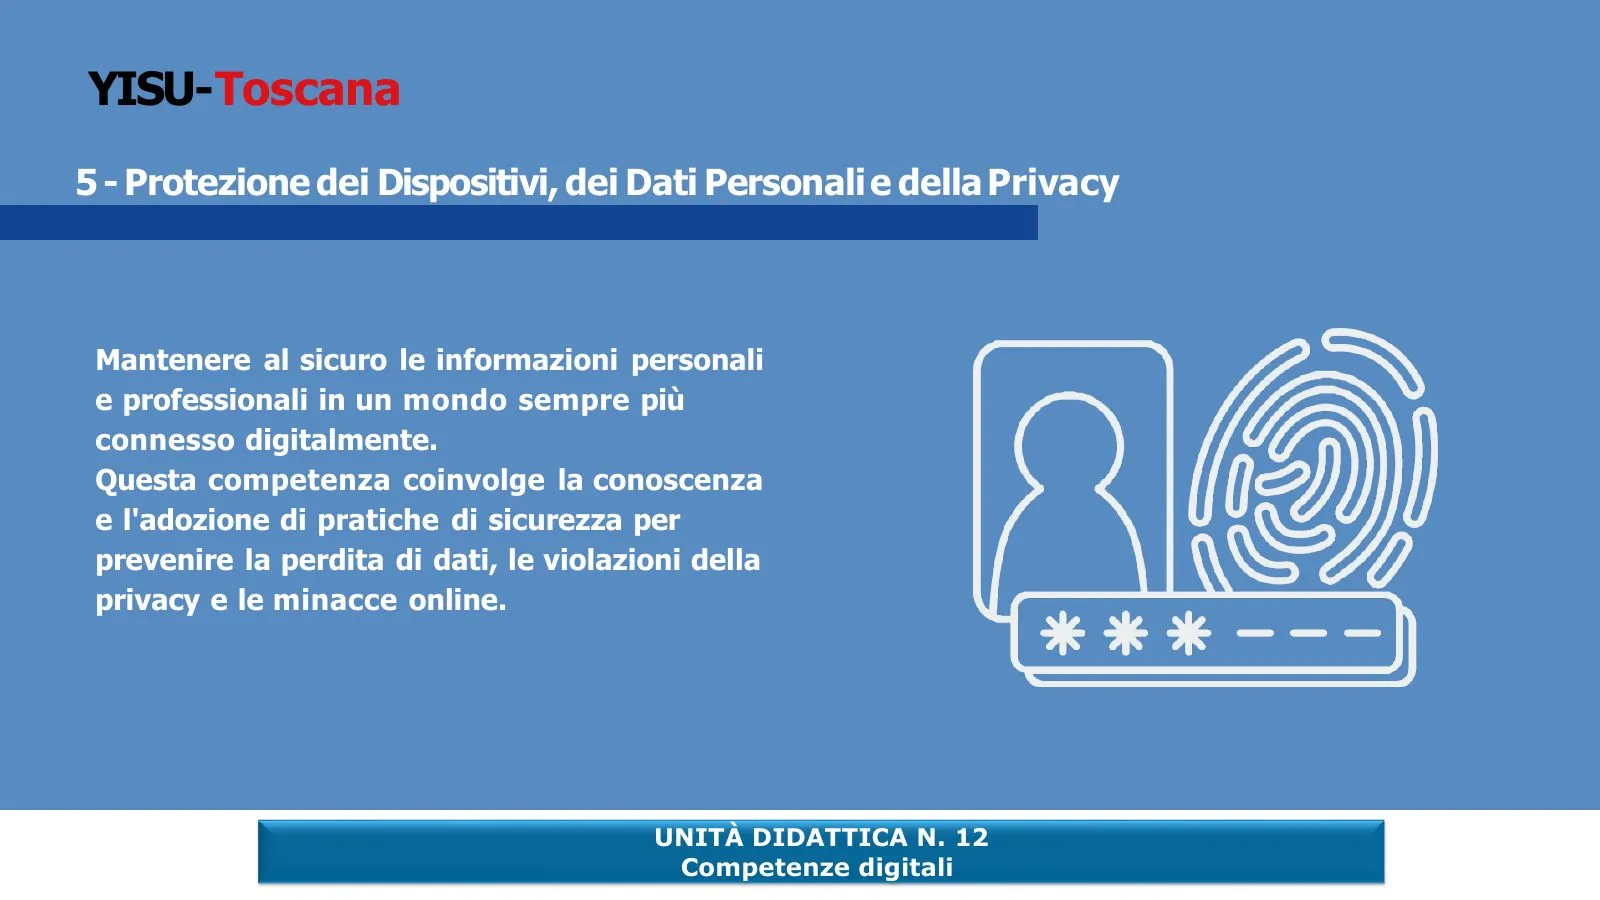 YISU-Toscana
5 - Protezione dei Dispositivi, dei Dati Personali e della Privacy
Mantenere al sicuro le informazioni personali
e professionali in un mondo sempre più
connesso digitalmente.
Questa competenza coinvolge la conoscenza
e l'adozione di pratiche di sicurezza per
prevenire la perdita di dati, le violazioni della
privacy e le minacce online.
UNITÀ DIDATTICA N. 12
Competenze digitali